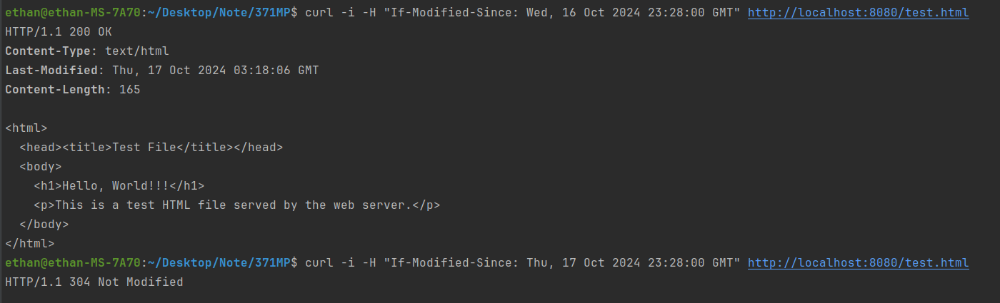 ethan@ethan-MS-7A70:~/Desktop/Note/371MP$ curl -i -H "If-Modified-Since: Wed, 16 Oct 2024 23:28:00 GMT" http://localhost:8080/test.html
HTTP/1.1 200 OK
Content-Type: text/html
Last-Modified: Thu, 17 Oct 2024 03:18:06 GMT
Content-Length: 165

<html>
  <head><title>Test File</title></head>
  <body>
    <h1>Hello, World!!!</h1>
    <p>This is a test HTML file served by the web server.</p>
  </body>
</html>
ethan@ethan-MS-7A70:~/Desktop/Note/371MP$ curl -i -H "If-Modified-Since: Thu, 17 Oct 2024 23:28:00 GMT" http://localhost:8080/test.html
HTTP/1.1 304 Not Modified